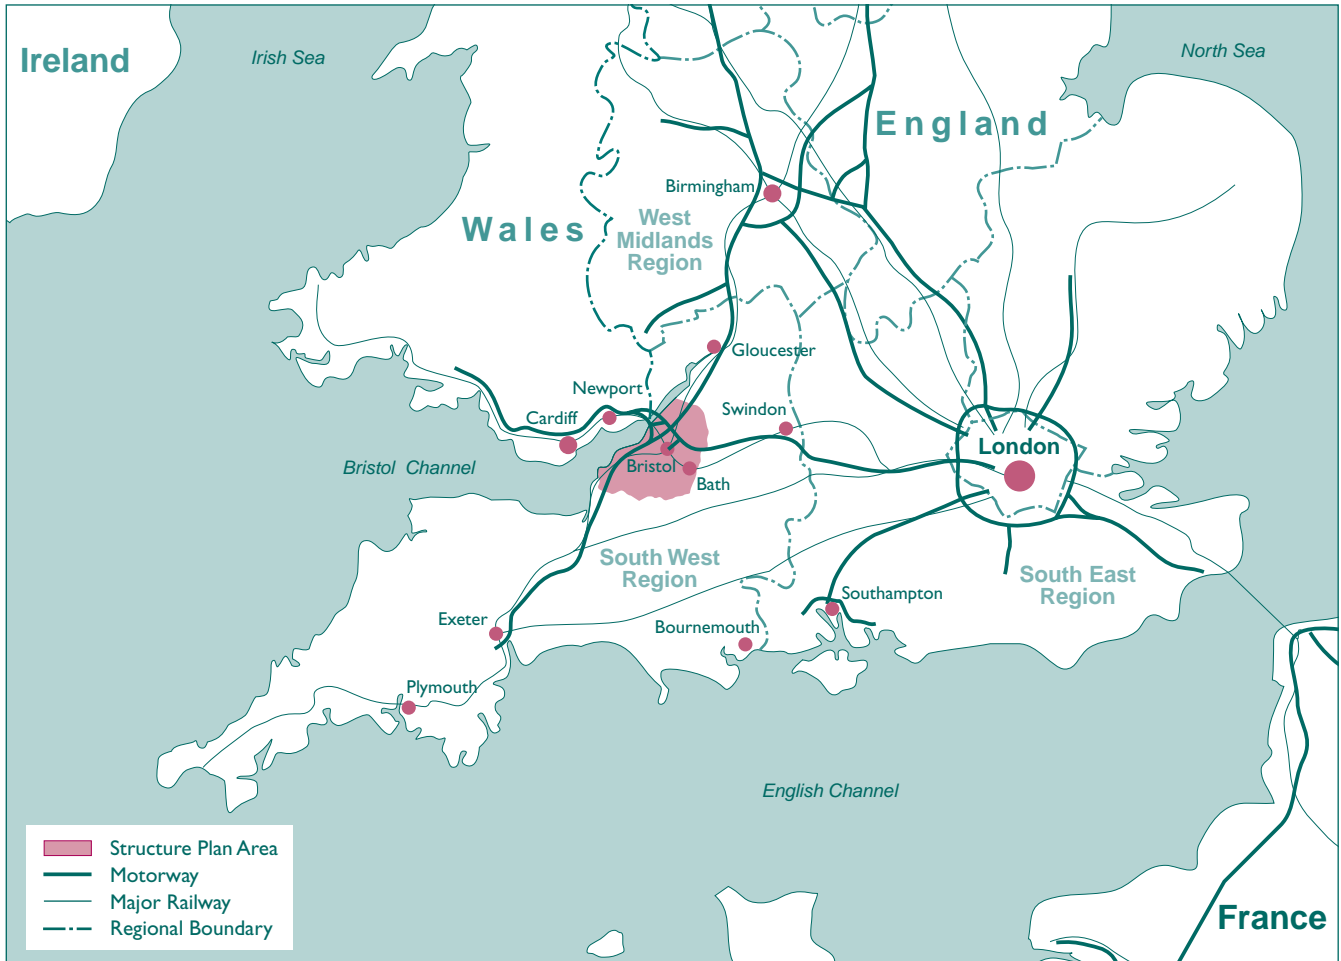 Ireland
Irish Sea
North Sea
England
Birmingham
Wales
West
Midlands
Region
Gloucester
Newport
Swindon
Cardiff
London
Bristol Channel
Bristol
Bath
South West
Region
South East
Region
Southampton
Exeter
Bournemouth
Plymouth
English Channel
Structure Plan Area
Motorway
Major Railway
Regional Boundary
France